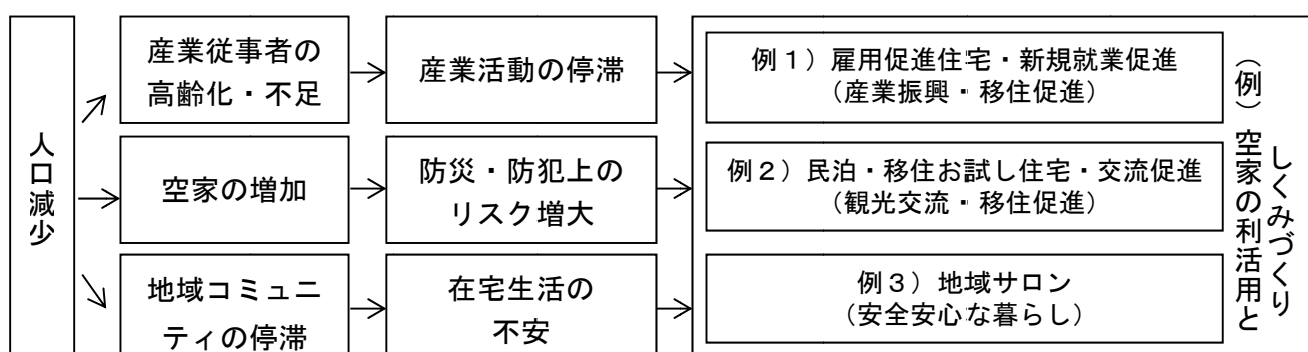 人口減少
産業従事者の
高齢化・不足
産業活動の停滞
例１）雇用促進住宅・新規就業促進
（産業振興・移住促進）
空家の増加
防災・防犯上の
リスク増大
例２）民泊・移住お試し住宅・交流促進
（観光交流・移住促進）
地域コミュニ
ティの停滞
在宅生活の
不安
例３）地域サロン
（安全安心な暮らし）
（例）空家の利活用と
しくみづくり